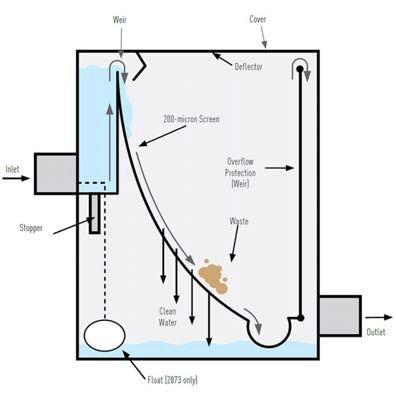 Weir
Cover
Deflector
200-micron Screen
Inlet
Overflow
Protection
(Weir)
Waste
Stopper
Clean
Water
Outlet
Float (2873 only)